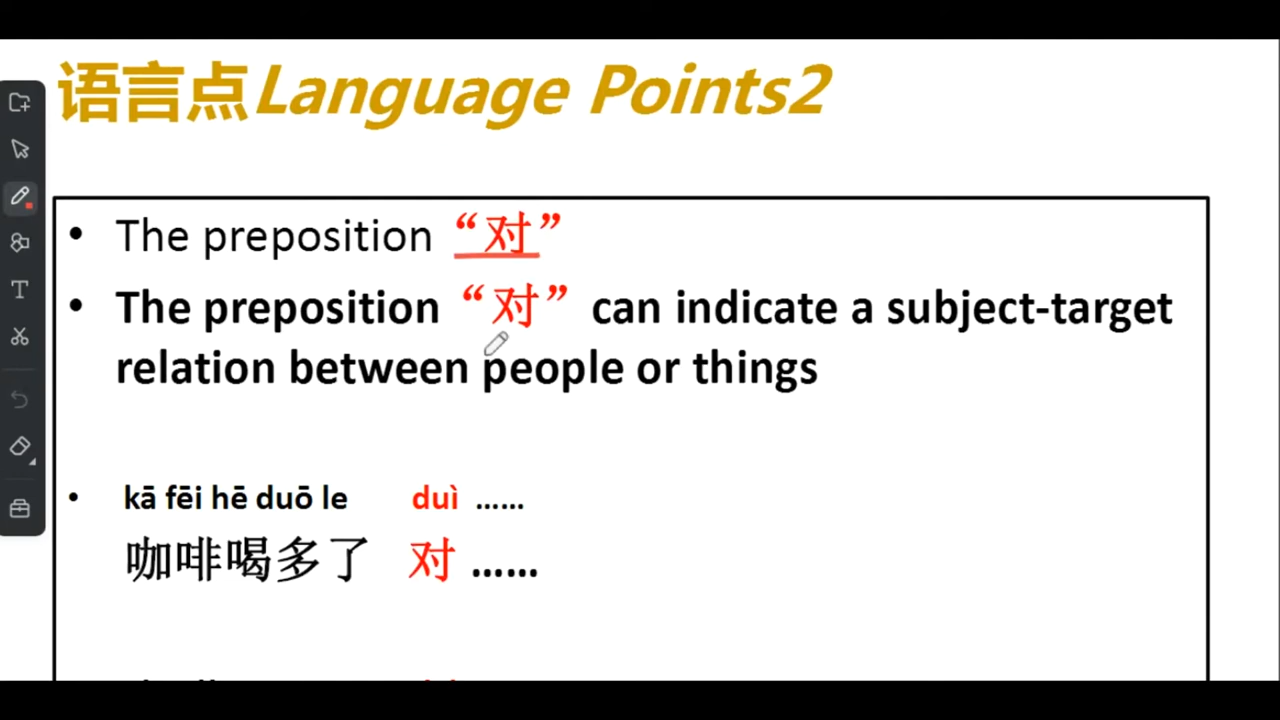 语言点Language Points2
• The preposition “对”
• The preposition “对” can indicate a subject-target
relation between people or things
• kā fēi hē duō le duì ……
咖啡喝多了 对 ……